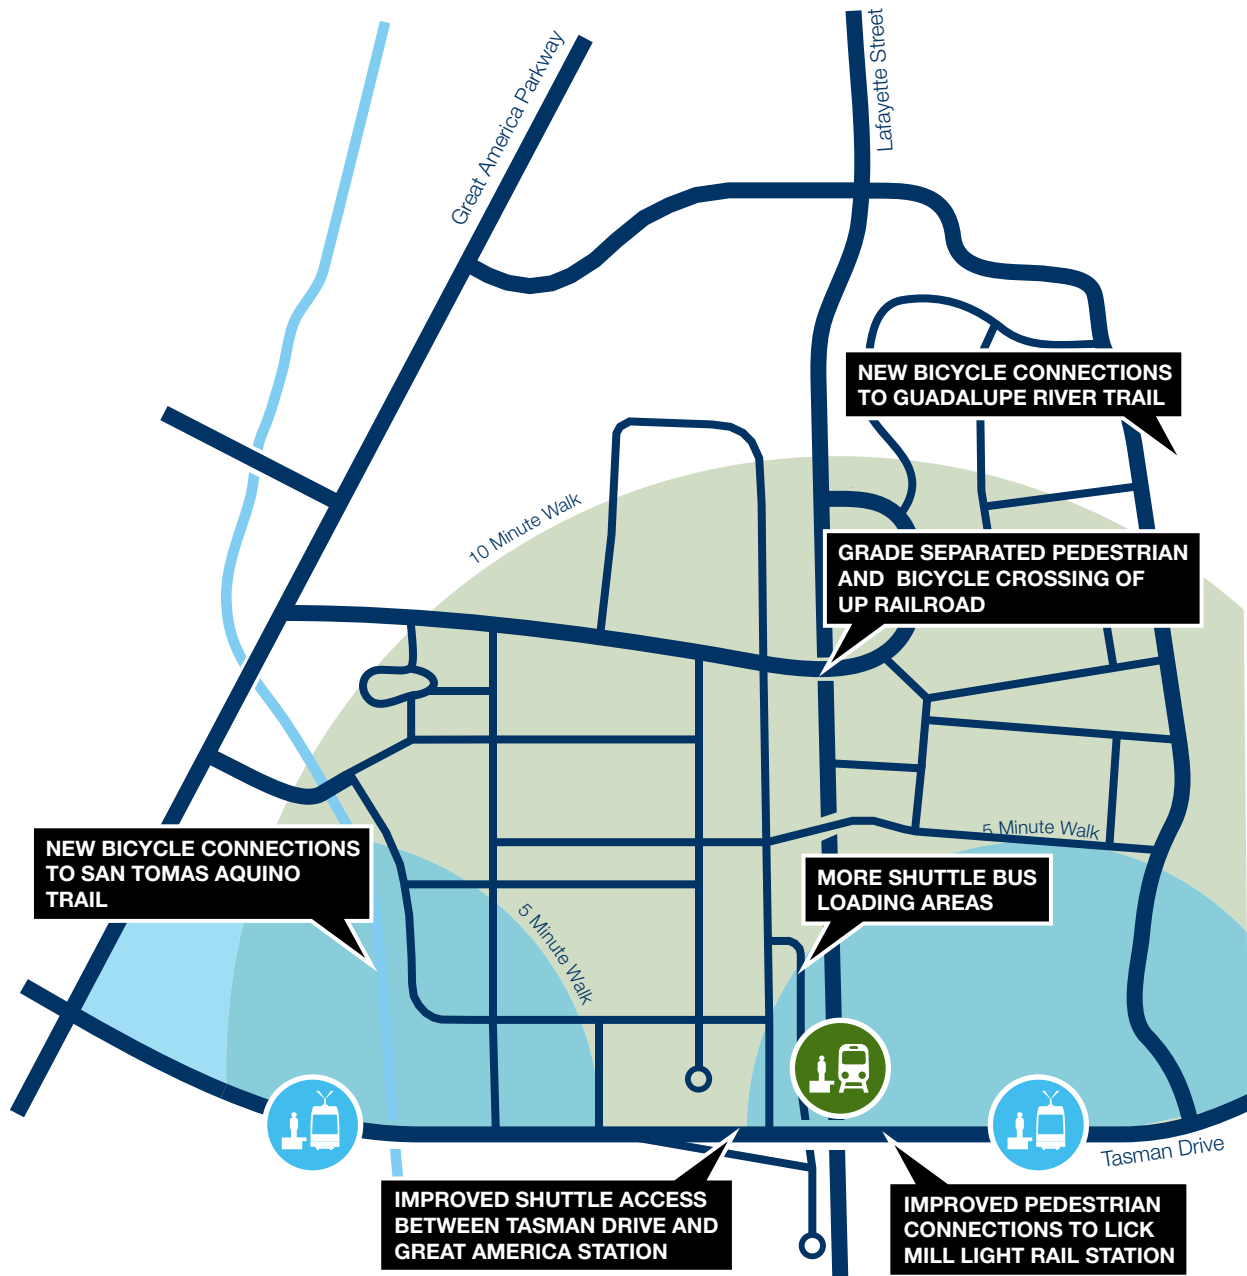 Great America Parkway
Lafayette Street
NEW BICYCLE CONNECTIONS
TO GUADALUPE RIVER TRAIL
10 Minute Walk
GRADE SEPARATED PEDESTRIAN
AND BICYCLE CROSSING OF
UP RAILROAD
5 Minute Walk
NEW BICYCLE CONNECTIONS
TO SAN TOMAS AQUINO
TRAIL
MORE SHUTTLE BUS
LOADING AREAS
5 Minute Walk
Tasman Drive
IMPROVED SHUTTLE ACCESS
BETWEEN TASMAN DRIVE AND
GREAT AMERICA STATION
IMPROVED PEDESTRIAN
CONNECTIONS TO LICK
MILL LIGHT RAIL STATION